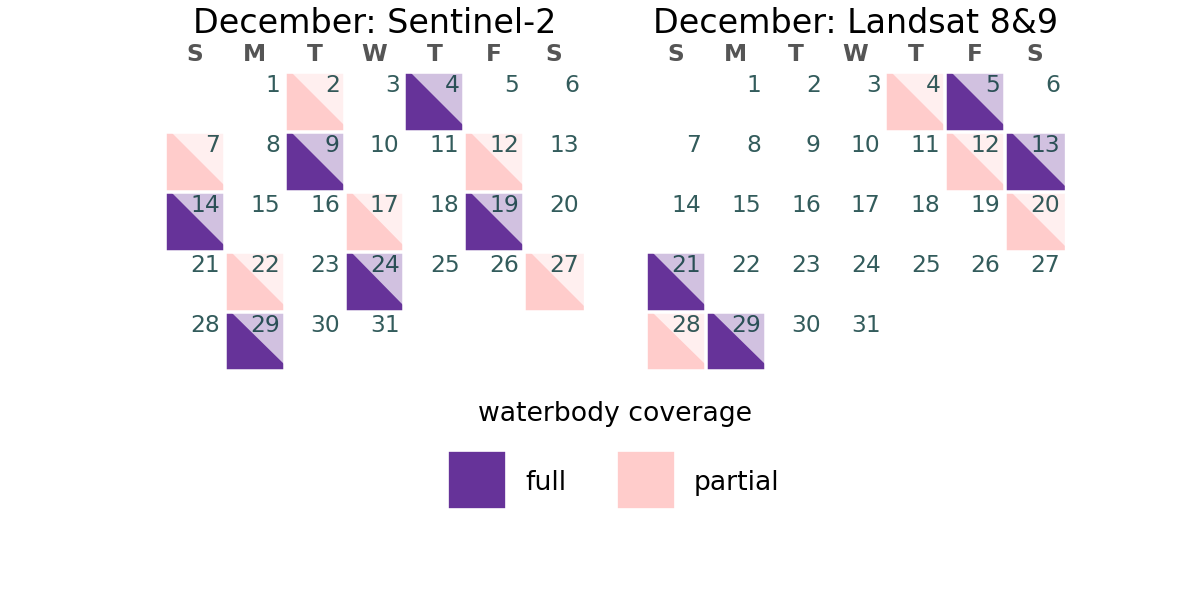 December: Sentinel-2
S M T W T F S
1 2 3 4 5 6
7 8 9 10 11 12 13
14 15 16 17 18 19 20
21 22 23 24 25 26 27
28 29 30 31
December: Landsat 8&9
S M T W T F S
1 2 3 4 5 6
7 8 9 10 11 12 13
14 15 16 17 18 19 20
21 22 23 24 25 26 27
28 29 30 31
waterbody coverage
full partial